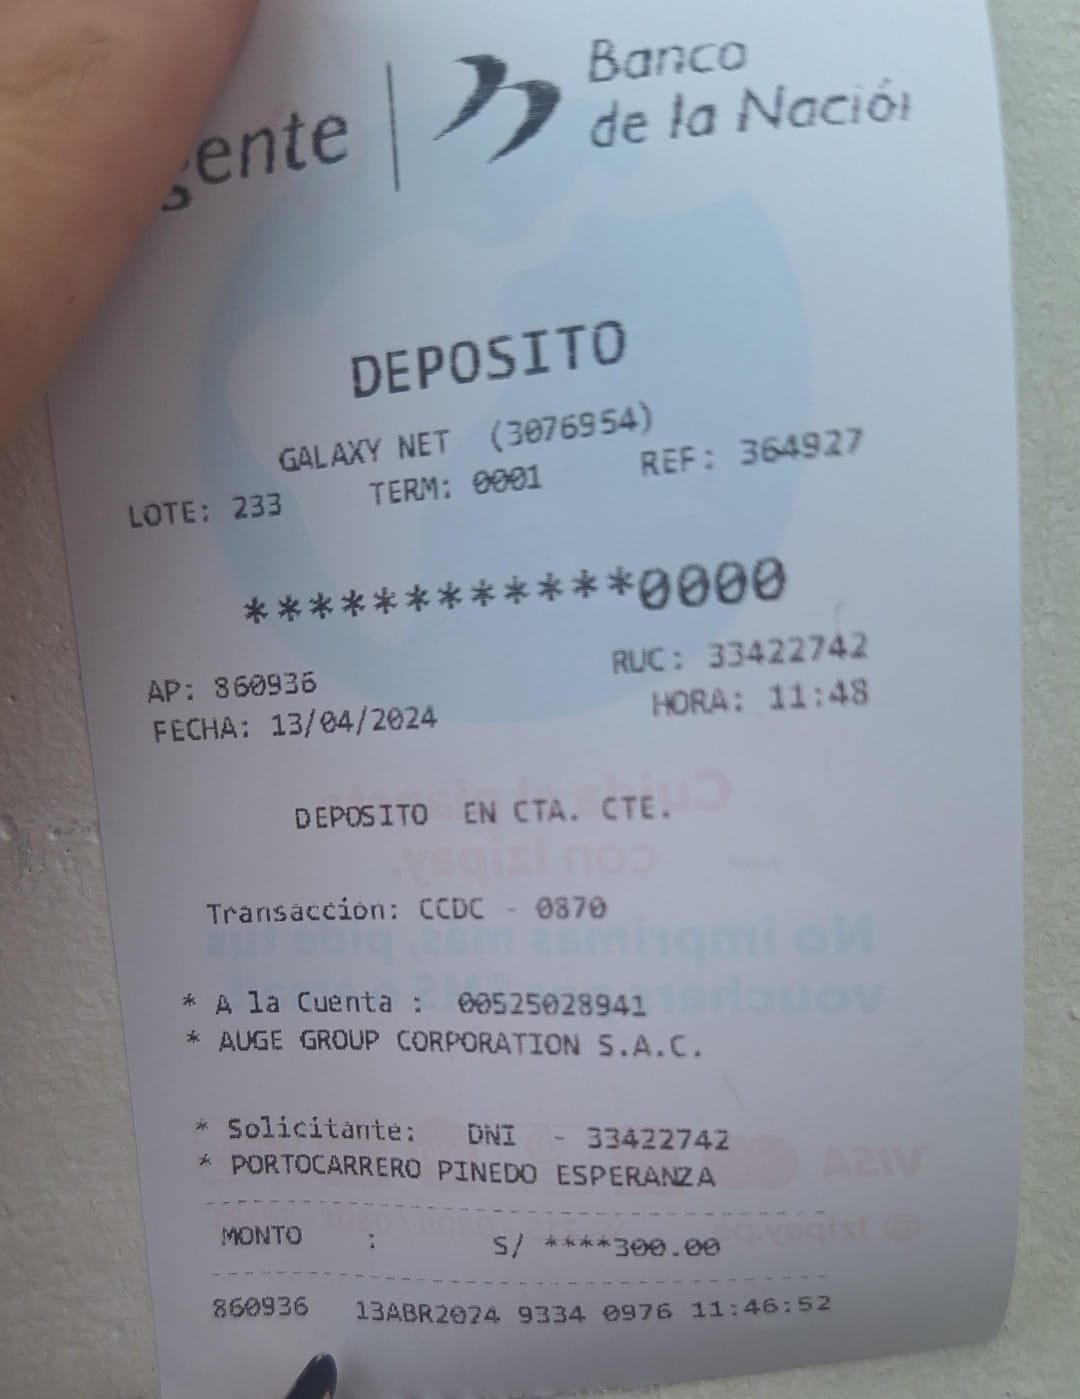 gente
Banco
de la Nación
DEPOSITO
GALAXY NET (3076954)
LOTE: 233 TERM: 0001 REF: 364927
************0000
AP: 860936 RUC: 33422742
FECHA: 13/04/2024 HORA: 11:48
DEPOSITO EN CTA. CTE.
Transacción: CCDC - 0870
* A la Cuenta : 00525028941
* AUGE GROUP CORPORATION S.A.C.
* Solicitante: DNI - 33422742
* PORTOCARRERO PINEDO ESPERANZA
MONTO : S/ ****300.00
860936 13ABR2024 9334 0976 11:46:52